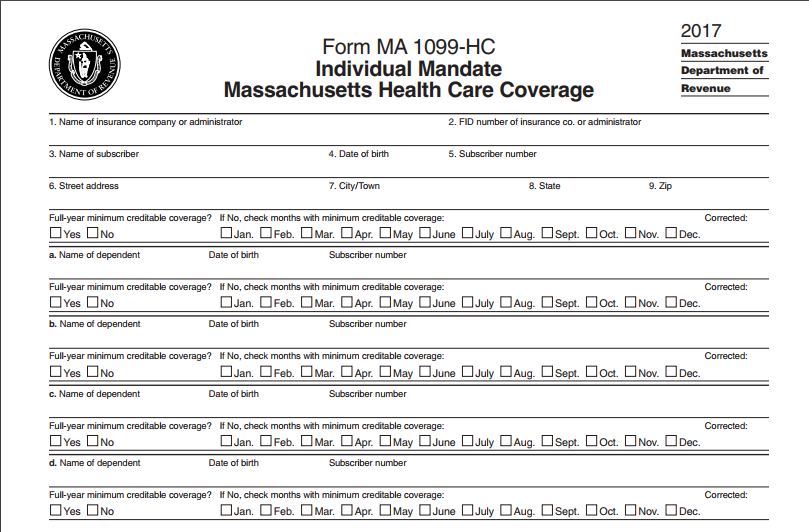 2017
MASSACHUSETTS
DEPARTMENT OF REVENUE
Form MA 1099-HC
Individual Mandate
Massachusetts Health Care Coverage
Massachusetts
Department of
Revenue
1. Name of insurance company or administrator 2. FID number of insurance co. or administrator
3. Name of subscriber 4. Date of birth 5. Subscriber number
6. Street address 7. City/Town 8. State 9. Zip
Full-year minimum creditable coverage? If No, check months with minimum creditable coverage: Corrected:
Yes No Jan. Feb. Mar. Apr. May June July Aug. Sept. Oct. Nov. Dec.
a. Name of dependent Date of birth Subscriber number
Full-year minimum creditable coverage? If No, check months with minimum creditable coverage: Corrected:
Yes No Jan. Feb. Mar. Apr. May June July Aug. Sept. Oct. Nov. Dec.
b. Name of dependent Date of birth Subscriber number
Full-year minimum creditable coverage? If No, check months with minimum creditable coverage: Corrected:
Yes No Jan. Feb. Mar. Apr. May June July Aug. Sept. Oct. Nov. Dec.
c. Name of dependent Date of birth Subscriber number
Full-year minimum creditable coverage? If No, check months with minimum creditable coverage: Corrected:
Yes No Jan. Feb. Mar. Apr. May June July Aug. Sept. Oct. Nov. Dec.
d. Name of dependent Date of birth Subscriber number
Full-year minimum creditable coverage? If No, check months with minimum creditable coverage: Corrected:
Yes No Jan. Feb. Mar. Apr. May June July Aug. Sept. Oct. Nov. Dec.